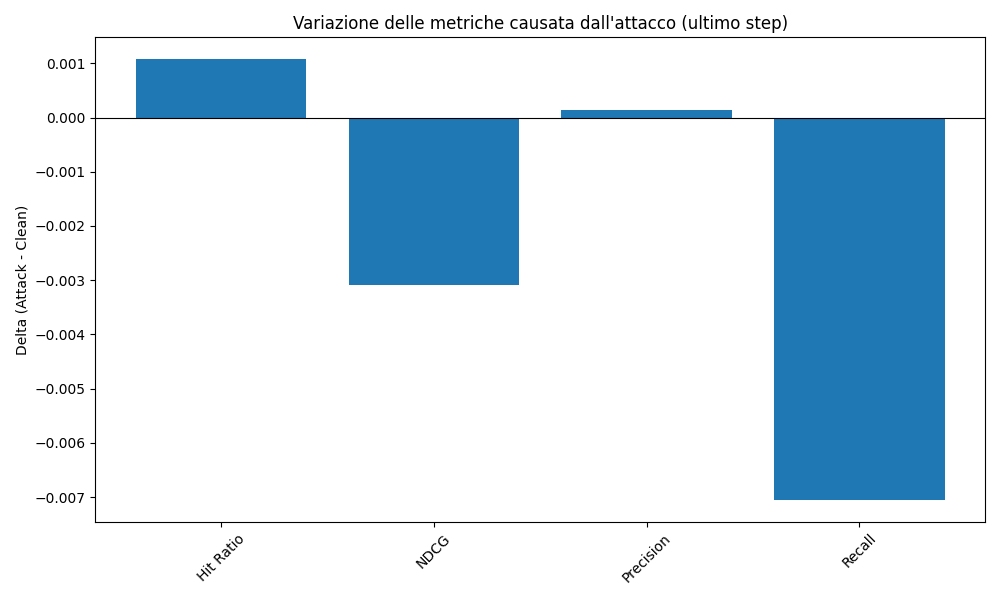 Variazione delle metriche causata dall'attacco (ultimo step)
Delta (Attack - Clean)
0.001
0.000
−0.001
−0.002
−0.003
−0.004
−0.005
−0.006
−0.007
Hit Ratio
NDCG
Precision
Recall